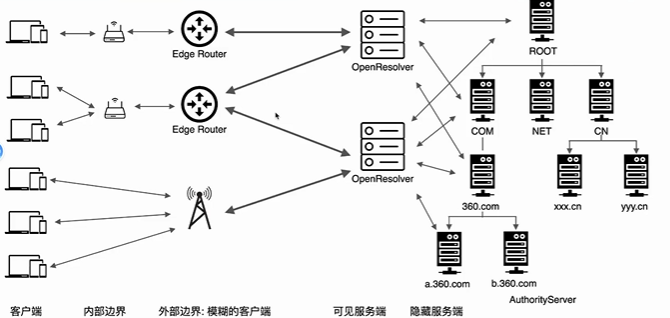 ROOT
Edge Router
OpenResolver
COM
NET
CN
Edge Router
OpenResolver
360.com
xxx.cn
yyy.cn
a.360.com
b.360.com
AuthorityServer
客户端
内部边界
外部边界: 模糊的客户端
可见服务端
隐藏服务端